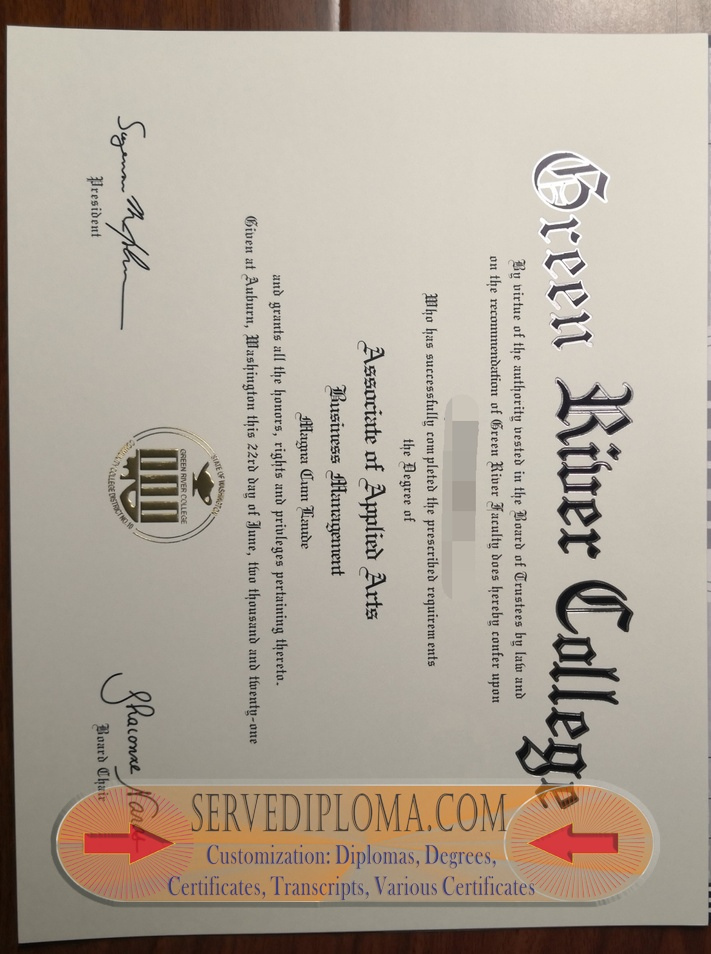 Green River College
By virtue of the authority vested in the Board of Trustees by law and
on the recommendation of Green River Faculty does hereby confer upon
Who has successfully completed the prescribed requirements
the Degree of
Associate of Applied Arts
Business Management
Magna Cum Laude
and grants all the honors, rights and privileges pertaining thereto.
Given at Auburn, Washington this 22rd day of June, two thousand and twenty-one
President
STATE OF WASHINGTON
GREEN RIVER COLLEGE
COLLEGE DISTRICT NO. 10
Board Chair
SERVEDIPLOMA.COM
Customization: Diplomas, Degrees,
Certificates, Transcripts, Various Certificates